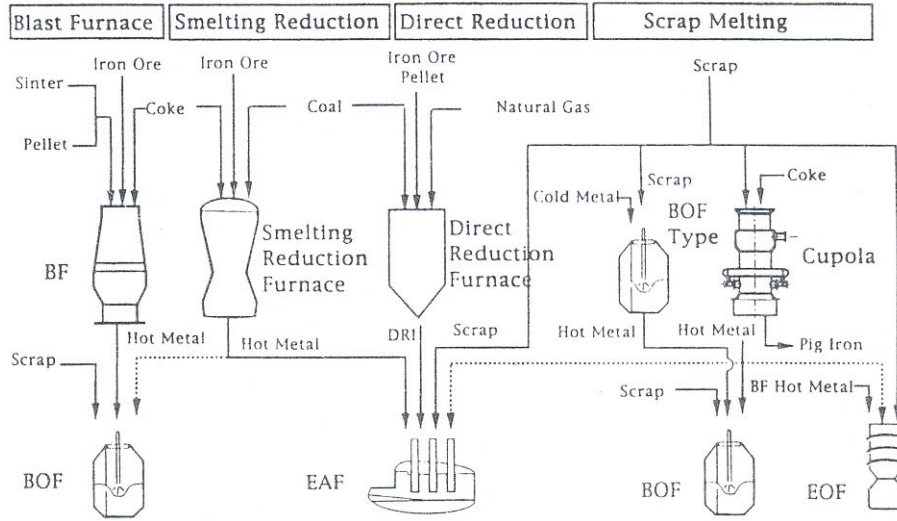 Blast Furnace
Smelting Reduction
Direct Reduction
Scrap Melting
Iron Ore
Iron Ore
Iron Ore
Pellet
Scrap
Sinter
Coke
Coal
Natural Gas
Pellet
Scrap
Coke
Cold Metal
BOF
Type
BF
Smelting
Reduction
Furnace
Direct
Reduction
Furnace
Cupola
Hot Metal
Hot Metal
DRI
Scrap
Hot Metal
Hot Metal
Pig Iron
Scrap
Scrap
BF Hot Metal
BOF
EAF
BOF
EOF